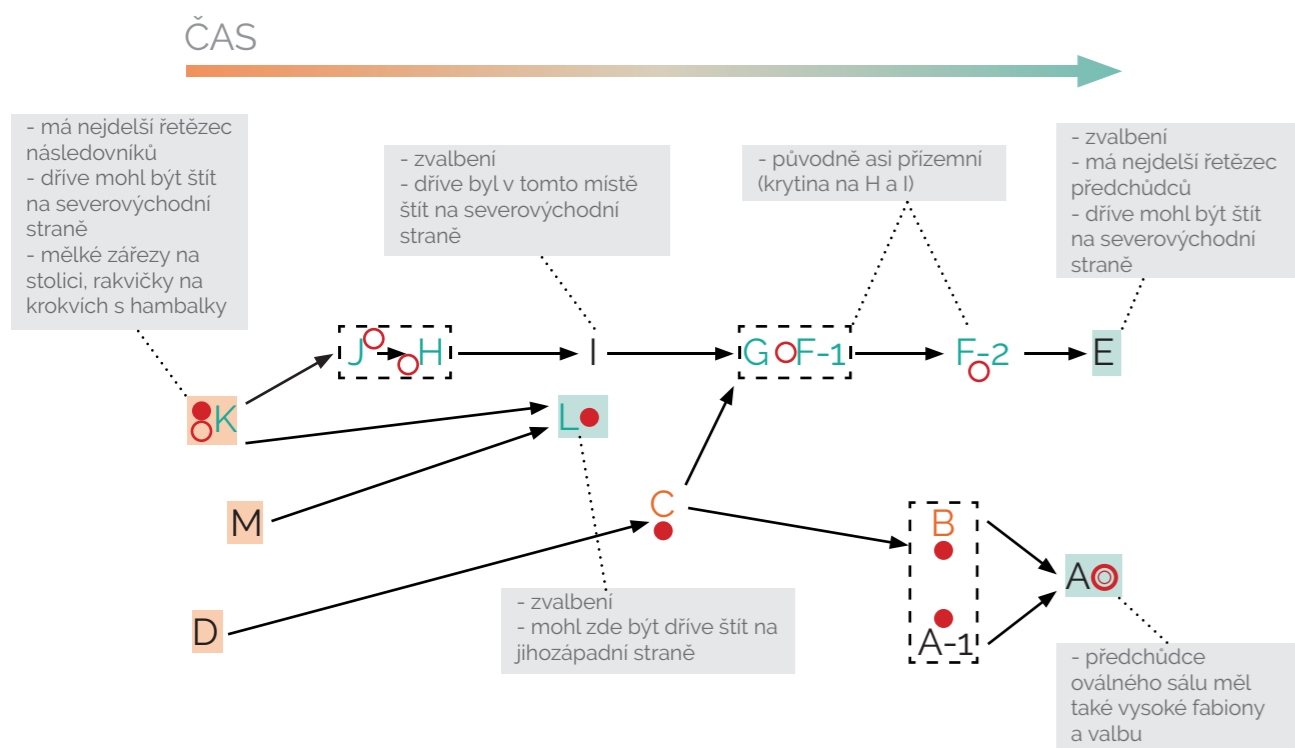 ČAS
- má nejdelší řetězec
následovníků
- dříve mohl být štít
na severovýchodní
straně
- mělké zářezy na
stolici, rakvičky na
krokvích s hambalky
- zvalbení
- dříve byl v tomto místě
štít na severovýchodní
straně
- původně asi přízemní
(krytina na H a I)
- zvalbení
- má nejdelší řetězec
předchůdců
- dříve mohl být štít
na severovýchodní
straně
J H I G F-1 F-2 E
K L
M C B
A
D A-1
- zvalbení
- mohl zde být dříve štít na
jihozápadní straně
- předchůdce
oválného sálu měl
také vysoké fabiony
a valbu